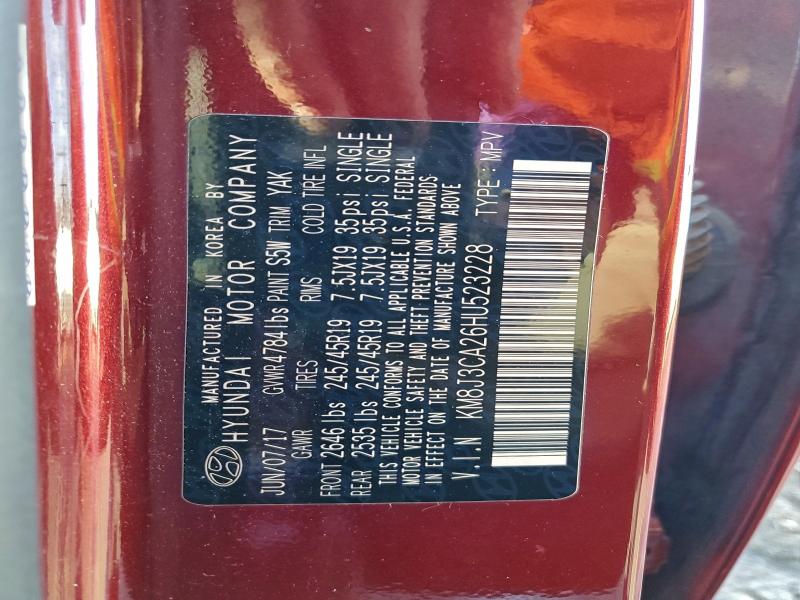 MANUFACTURED IN KOREA BY
HYUNDAI MOTOR COMPANY
JUN/07/17 GVWR 4784 lbs PAINT S5W TRIM YAK
GAWR TIRES RIMS COLD TIRE INFL
FRONT 2646 lbs 245/45R19 7.5JX19 35psi SINGLE
REAR 2535 lbs 245/45R19 7.5JX19 35psi SINGLE
THIS VEHICLE CONFORMS TO ALL APPLICABLE U.S.A. FEDERAL
MOTOR VEHICLE SAFETY AND THEFT PREVENTION STANDARDS
IN EFFECT ON THE DATE OF MANUFACTURE SHOWN ABOVE
V.I.N KM8J3CA26HU523228 TYPE : MPV